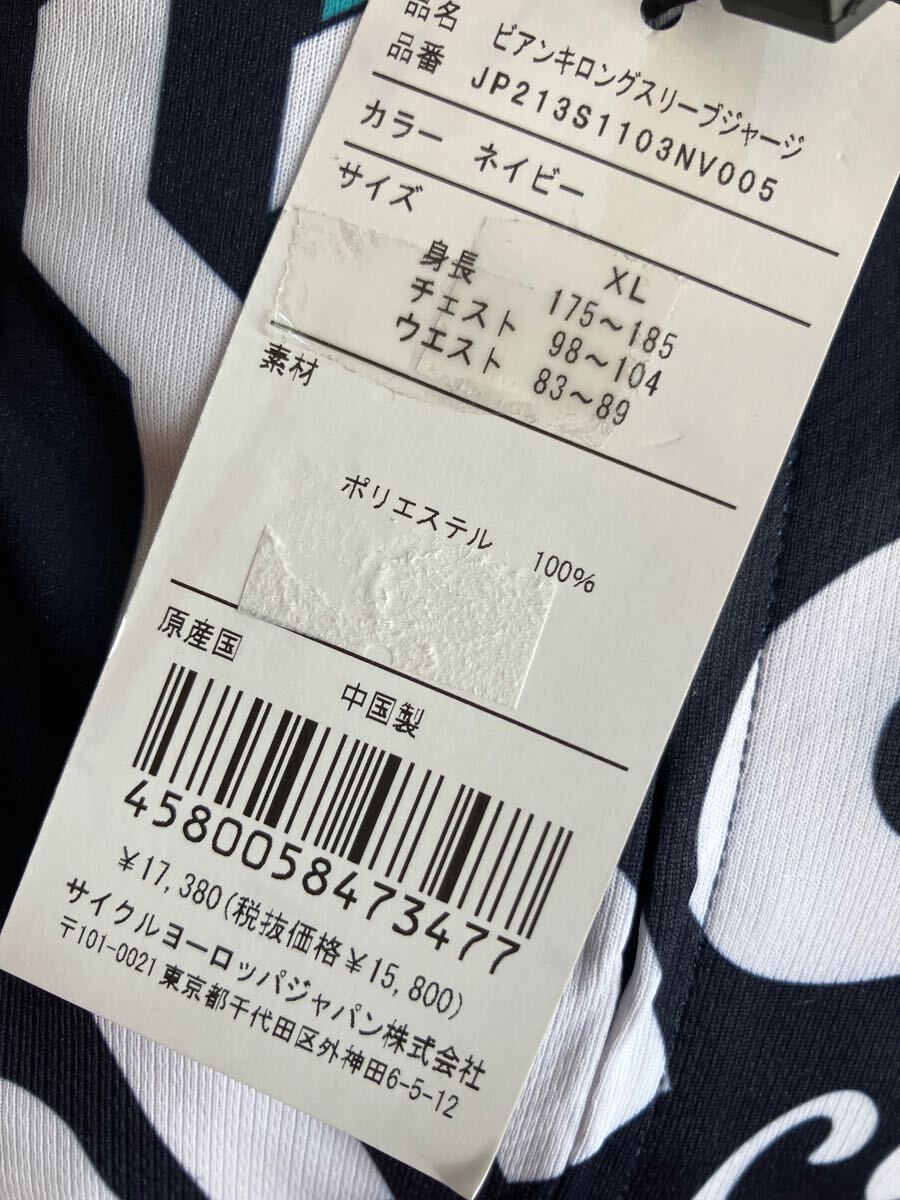 品名 ビアンキロングスリーブジャージ
品番 JP213S1103NV005
カラー ネイビー
サイズ
XL
身長 175～185
チェスト 98～104
ウエスト 83～89
素材
ポリエステル 100%
原産国
中国製
4580058473477
￥17,380(税抜価格￥15,800)
サイクルヨーロッパジャパン株式会社
〒101-0021 東京都千代田区外神田6-5-12